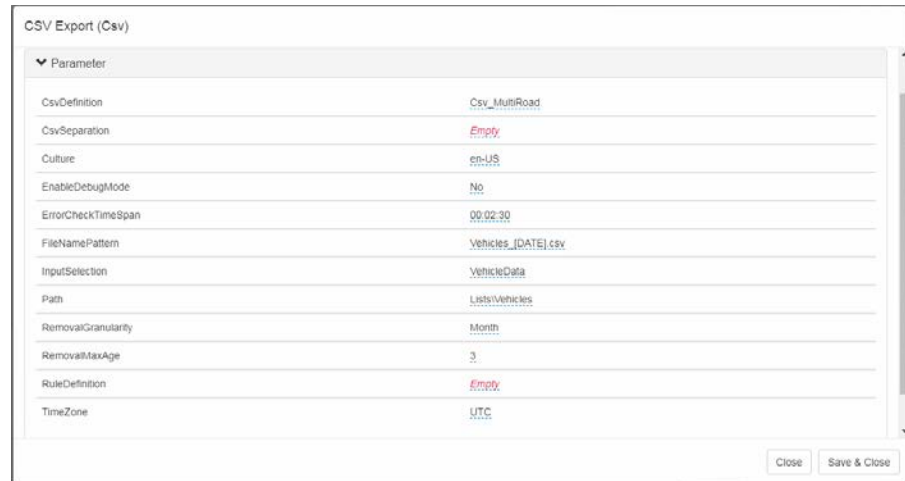 CSV Export (Csv)
Parameter
CsvDefinition Csv_MultiRoad
CsvSeparation Empty
Culture en-US
EnableDebugMode No
ErrorCheckTimeSpan 00:02:30
FileNamePattern Vehicles_[DATE].csv
InputSelection VehicleData
Path Lists\Vehicles
RemovalGranularity Month
RemovalMaxAge 3
RuleDefinition Empty
TimeZone UTC
Close Save & Close